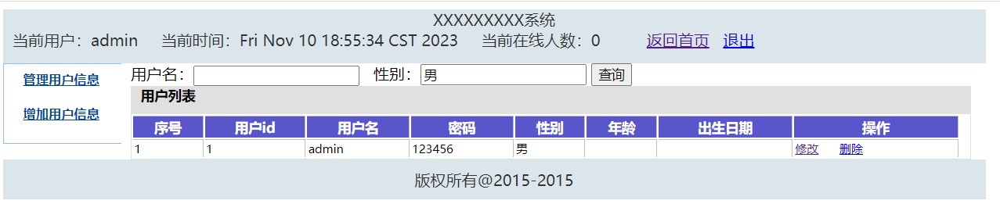 XXXXXXXXX系统
当前用户：admin 当前时间：Fri Nov 10 18:55:34 CST 2023 当前在线人数：0 返回首页 退出
管理用户信息
增加用户信息
用户名： 性别：男 查询
用户列表
序号 用户id 用户名 密码 性别 年龄 出生日期 操作
1 1 admin 123456 男 修改 删除
版权所有@2015-2015